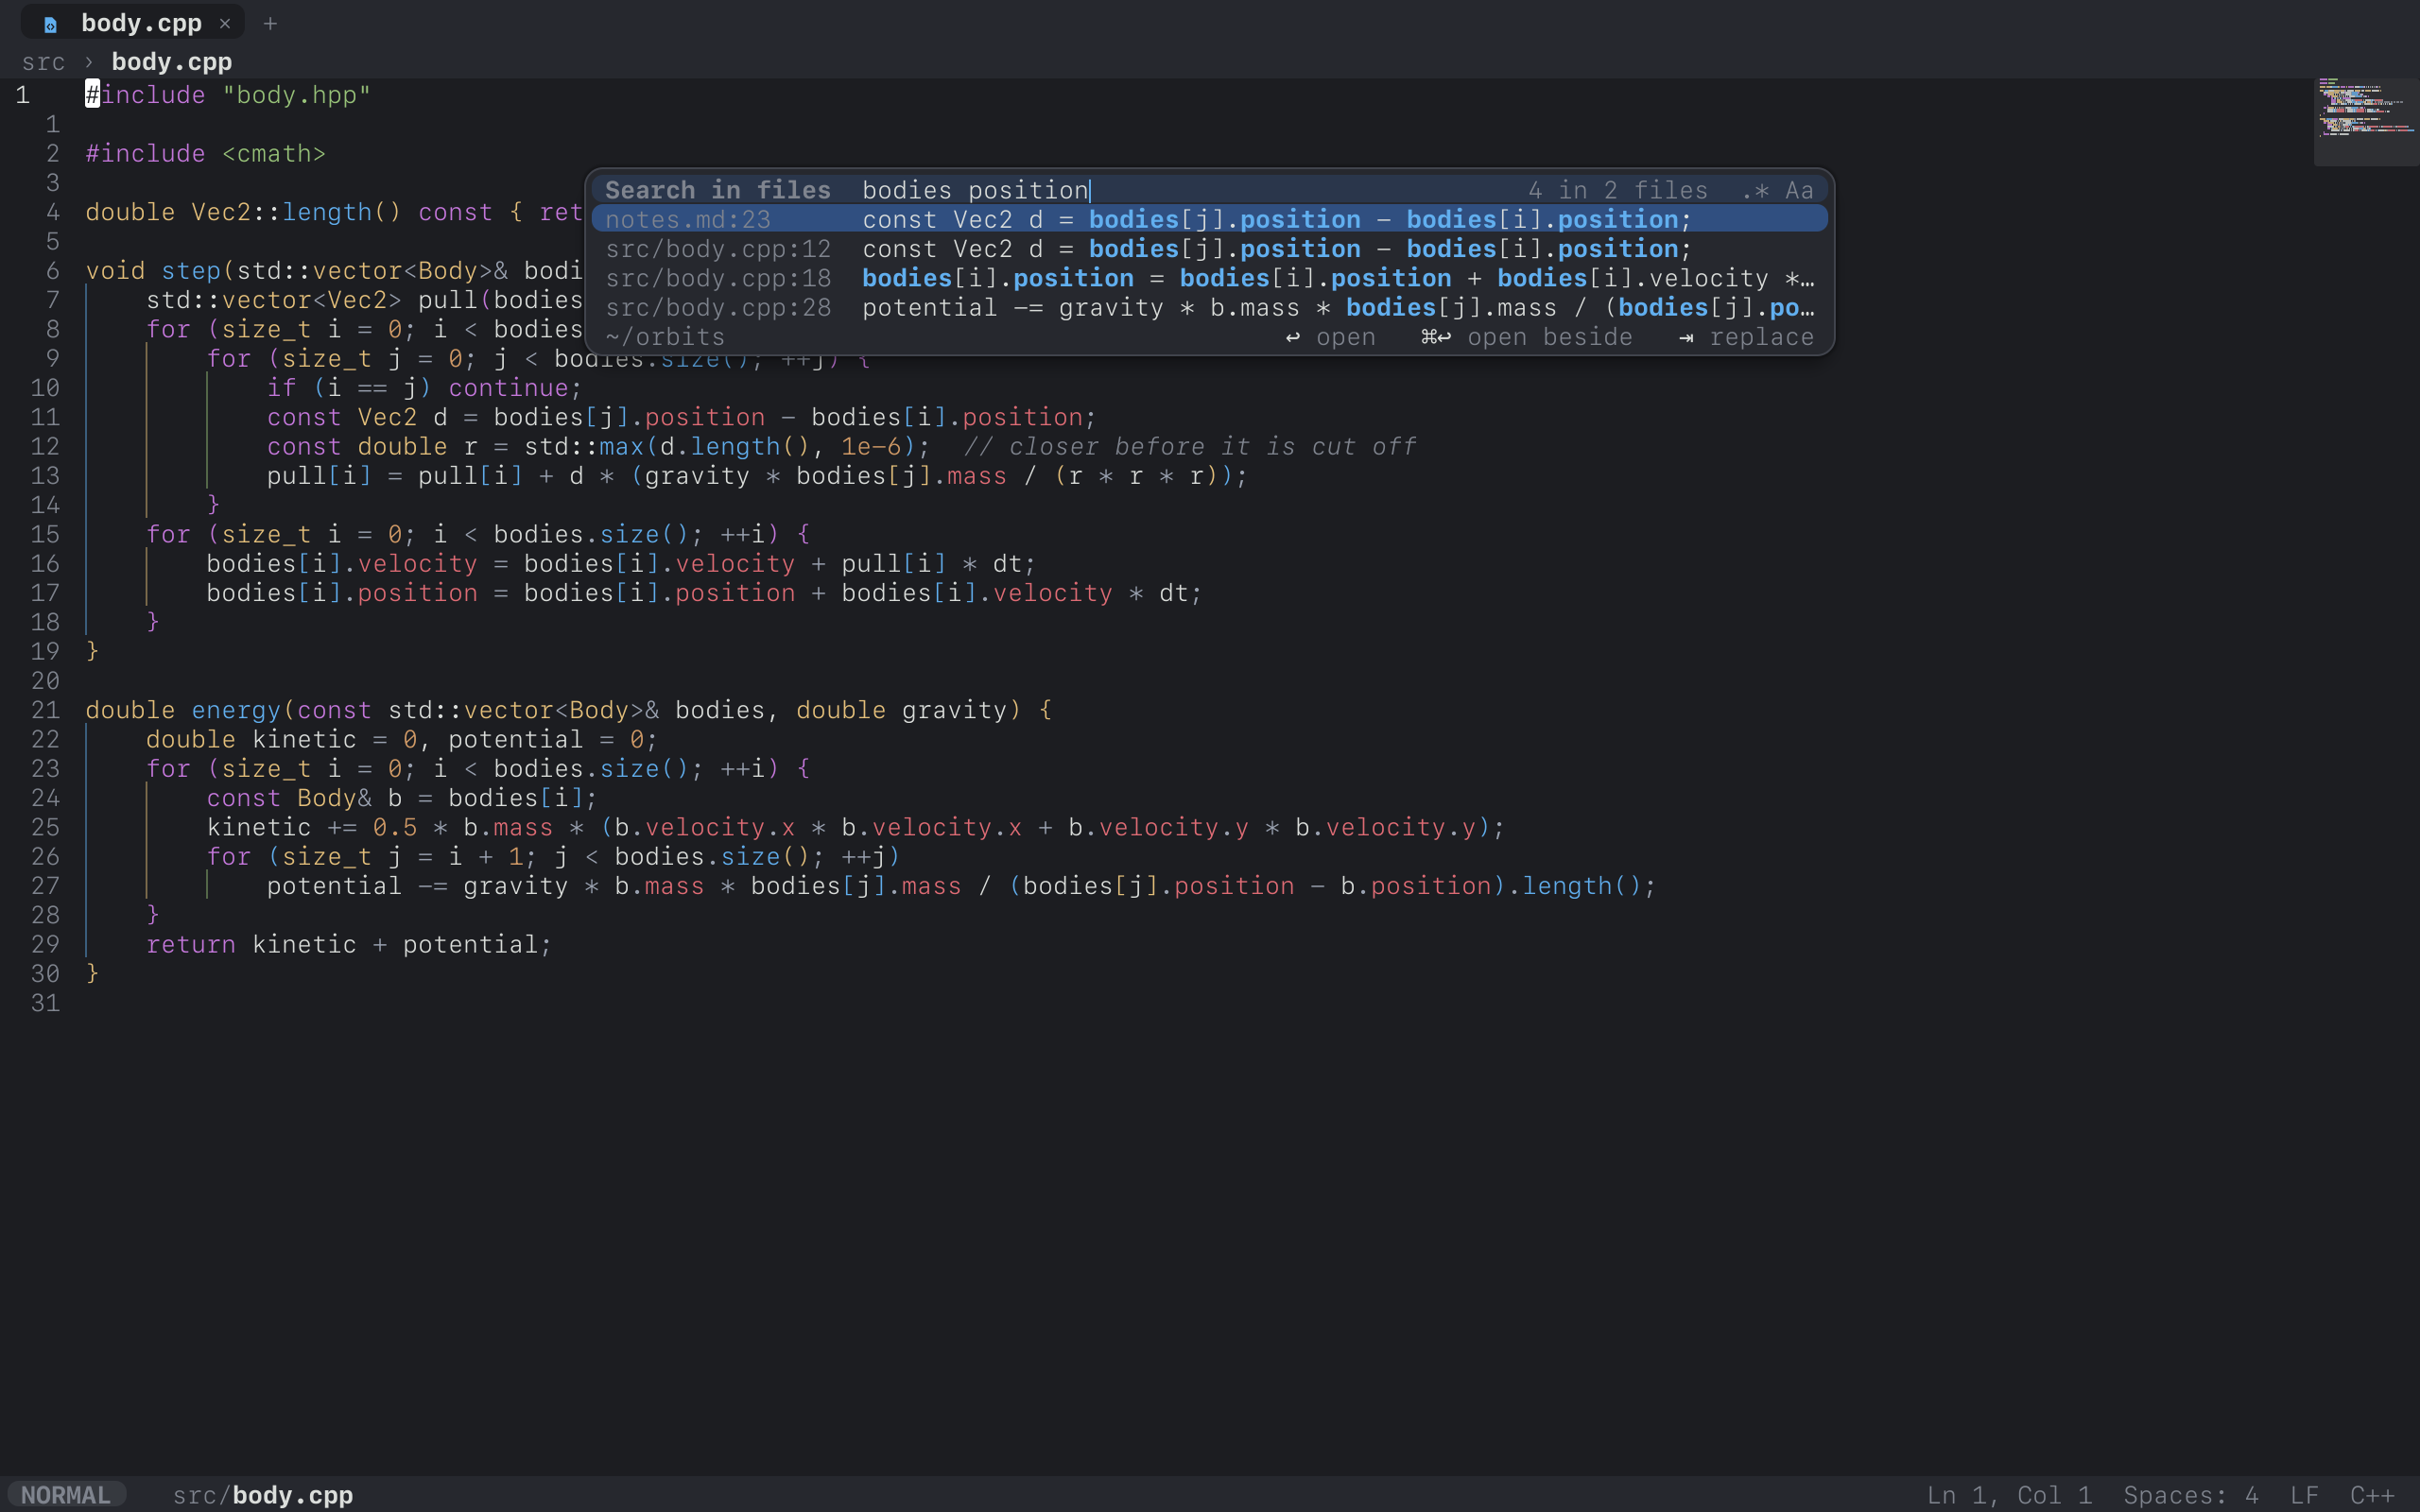 body.cpp × +
src › body.cpp
1 #include "body.hpp"
1
2 #include <cmath>
3
Search in files bodies position 4 in 2 files .* Aa
4 double Vec2::length() const { ret
notes.md:23 const Vec2 d = bodies[j].position - bodies[i].position;
5
src/body.cpp:12 const Vec2 d = bodies[j].position - bodies[i].position;
6 void step(std::vector<Body>& bodi
src/body.cpp:18 bodies[i].position = bodies[i].position + bodies[i].velocity *…
7 std::vector<Vec2> pull(bodies
src/body.cpp:28 potential -= gravity * b.mass * bodies[j].mass / (bodies[j].po…
8 for (size_t i = 0; i < bodies
~/orbits ↩ open ⌘↩ open beside ⇥ replace
9 for (size_t j = 0; j < bodies.size(); ++j) {
10 if (i == j) continue;
11 const Vec2 d = bodies[j].position - bodies[i].position;
12 const double r = std::max(d.length(), 1e-6); // closer before it is cut off
13 pull[i] = pull[i] + d * (gravity * bodies[j].mass / (r * r * r));
14 }
15 for (size_t i = 0; i < bodies.size(); ++i) {
16 bodies[i].velocity = bodies[i].velocity + pull[i] * dt;
17 bodies[i].position = bodies[i].position + bodies[i].velocity * dt;
18 }
19 }
20
21 double energy(const std::vector<Body>& bodies, double gravity) {
22 double kinetic = 0, potential = 0;
23 for (size_t i = 0; i < bodies.size(); ++i) {
24 const Body& b = bodies[i];
25 kinetic += 0.5 * b.mass * (b.velocity.x * b.velocity.x + b.velocity.y * b.velocity.y);
26 for (size_t j = i + 1; j < bodies.size(); ++j)
27 potential -= gravity * b.mass * bodies[j].mass / (bodies[j].position - b.position).length();
28 }
29 return kinetic + potential;
30 }
31
NORMAL src/body.cpp Ln 1, Col 1 Spaces: 4 LF C++